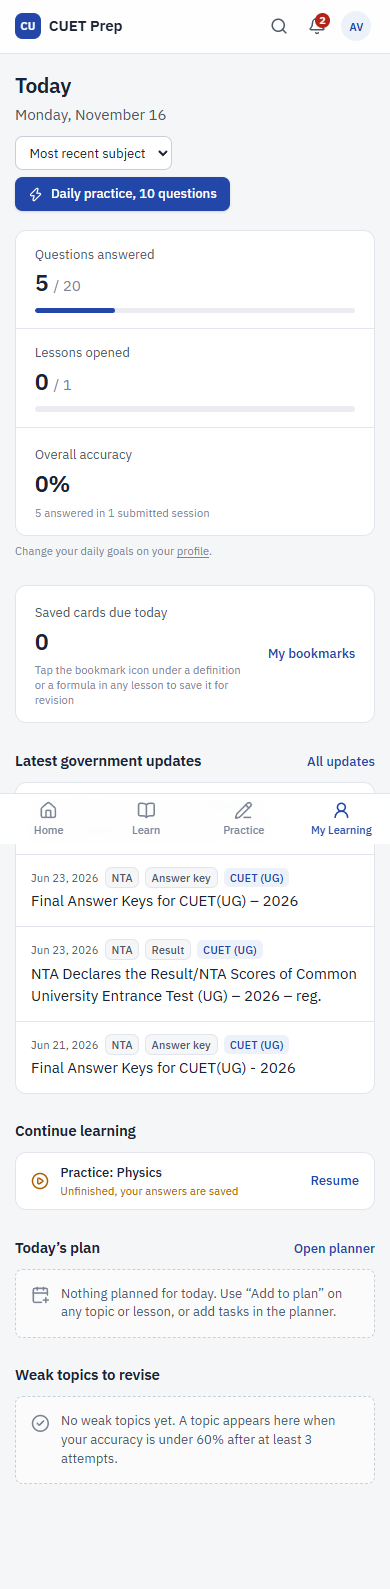 CU CUET Prep 2 AV
Today
Monday, November 16
Most recent subject
Daily practice, 10 questions
Questions answered
5 / 20
Lessons opened
0 / 1
Overall accuracy
0%
5 answered in 1 submitted session
Change your daily goals on your profile.
Saved cards due today
0
My bookmarks
Tap the bookmark icon under a definition
or a formula in any lesson to save it for
revision
Latest government updates All updates
Home Learn Practice My Learning
Jun 23, 2026 NTA Answer key CUET (UG)
Final Answer Keys for CUET(UG) – 2026
Jun 23, 2026 NTA Result CUET (UG)
NTA Declares the Result/NTA Scores of Common
University Entrance Test (UG) – 2026 – reg.
Jun 21, 2026 NTA Answer key CUET (UG)
Final Answer Keys for CUET(UG) - 2026
Continue learning
Practice: Physics
Unfinished, your answers are saved
Resume
Today’s plan Open planner
Nothing planned for today. Use “Add to plan” on
any topic or lesson, or add tasks in the planner.
Weak topics to revise
No weak topics yet. A topic appears here when
your accuracy is under 60% after at least 3
attempts.